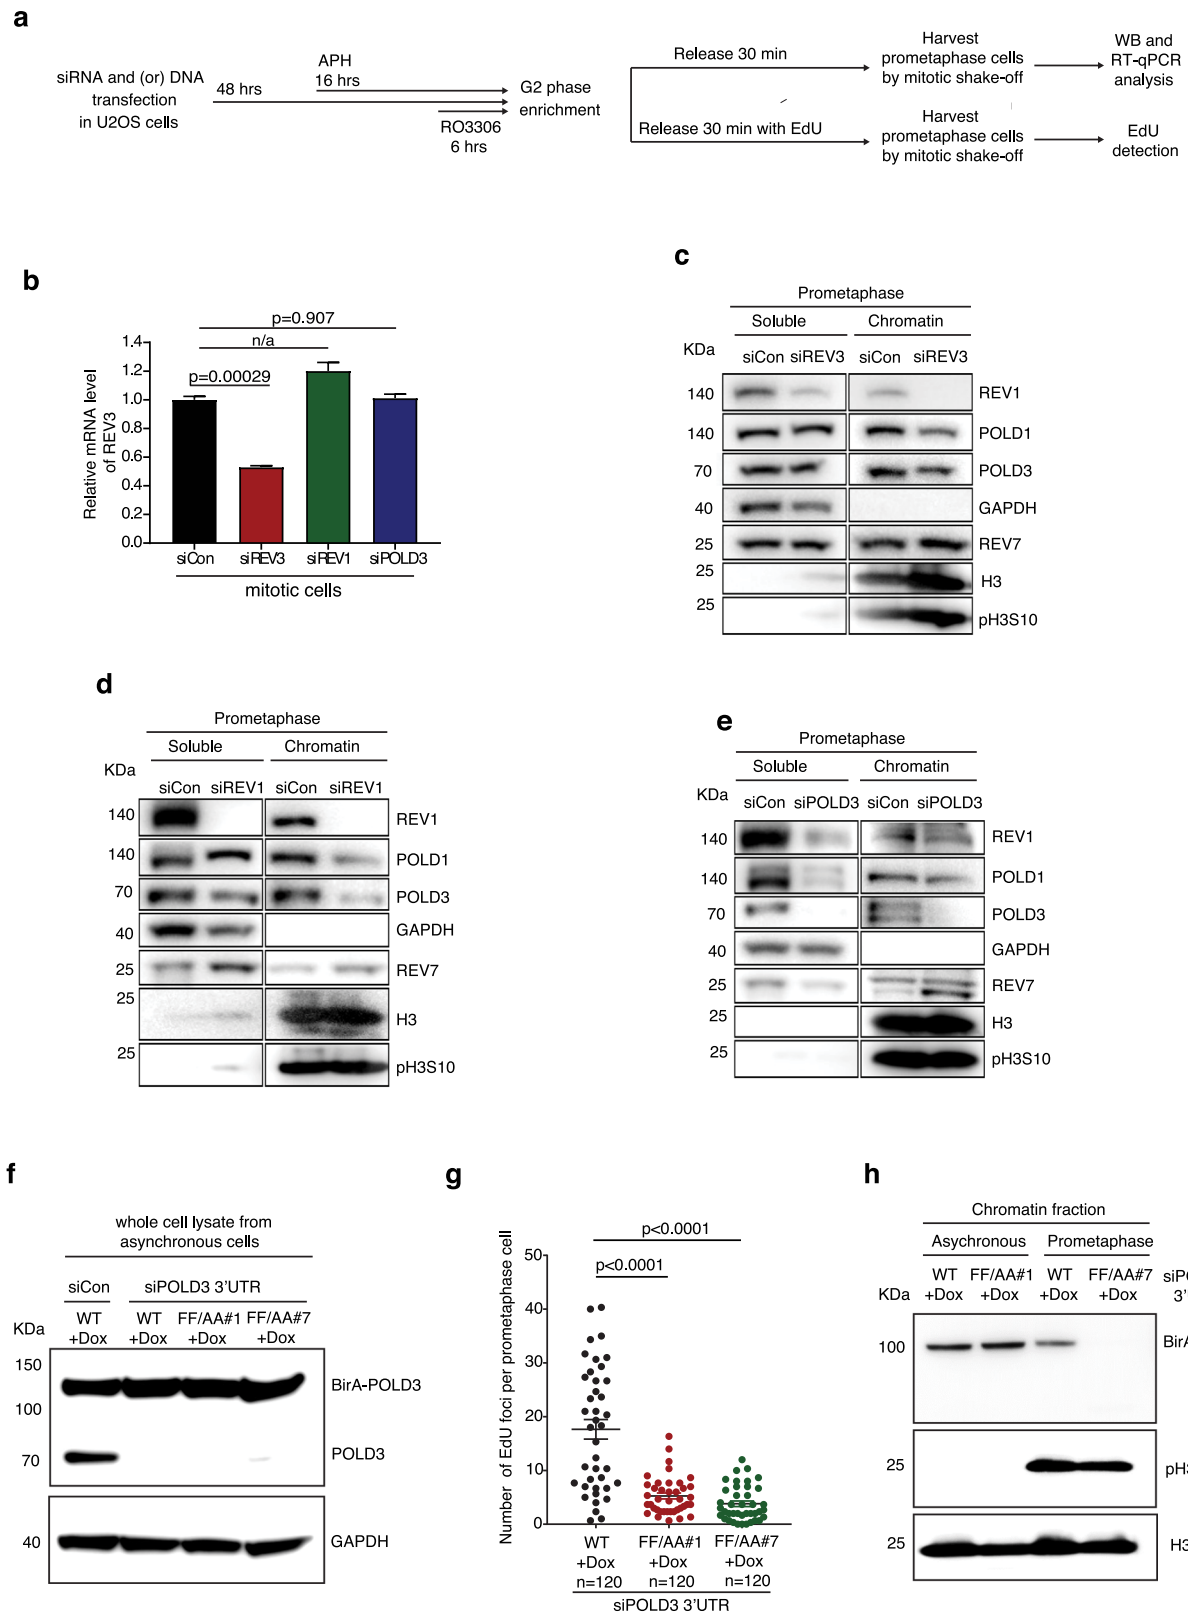 a
siRNA and (or) DNA
transfection
in U2OS cells
48 hrs
APH
16 hrs
RO3306
6 hrs
G2 phase
enrichment
Release 30 min
Harvest
prometaphase cells
by mitotic shake-off
WB and
RT-qPCR
analysis
Release 30 min with EdU
Harvest
prometaphase cells
by mitotic shake-off
EdU
detection
b
Relative mRNA level
of REV3
1.4
1.2
1.0
0.8
0.6
0.4
0.2
0.0
p=0.907
n/a
p=0.00029
siCon siREV3 siREV1 siPOLD3
mitotic cells
c
Prometaphase
Soluble Chromatin
KDa siCon siREV3 siCon siREV3
140 REV1
140 POLD1
70 POLD3
40 GAPDH
25 REV7
25 H3
25 pH3S10
d
Prometaphase
Soluble Chromatin
KDa
siCon siREV1 siCon siREV1
140 REV1
140 POLD1
70 POLD3
40 GAPDH
25 REV7
25 H3
25 pH3S10
e
Prometaphase
Soluble Chromatin
KDa siCon siPOLD3 siCon siPOLD3
140 REV1
140 POLD1
70 POLD3
40 GAPDH
25 REV7
25 H3
25 pH3S10
f
whole cell lysate from
asynchronous cells
siCon siPOLD3 3'UTR
WT WT FF/AA#1 FF/AA#7
KDa +Dox +Dox +Dox +Dox
150
BirA-POLD3
100
70 POLD3
40 GAPDH
g
Number of EdU foci per prometaphase cell
p<0.0001
p<0.0001
50
40
30
20
10
0
WT FF/AA#1 FF/AA#7
+Dox +Dox +Dox
n=120 n=120 n=120
siPOLD3 3'UTR
h
Chromatin fraction
Asychronous Prometaphase
WT FF/AA#1 WT FF/AA#7
KDa +Dox +Dox +Dox +Dox 3'
100
25
25 H3